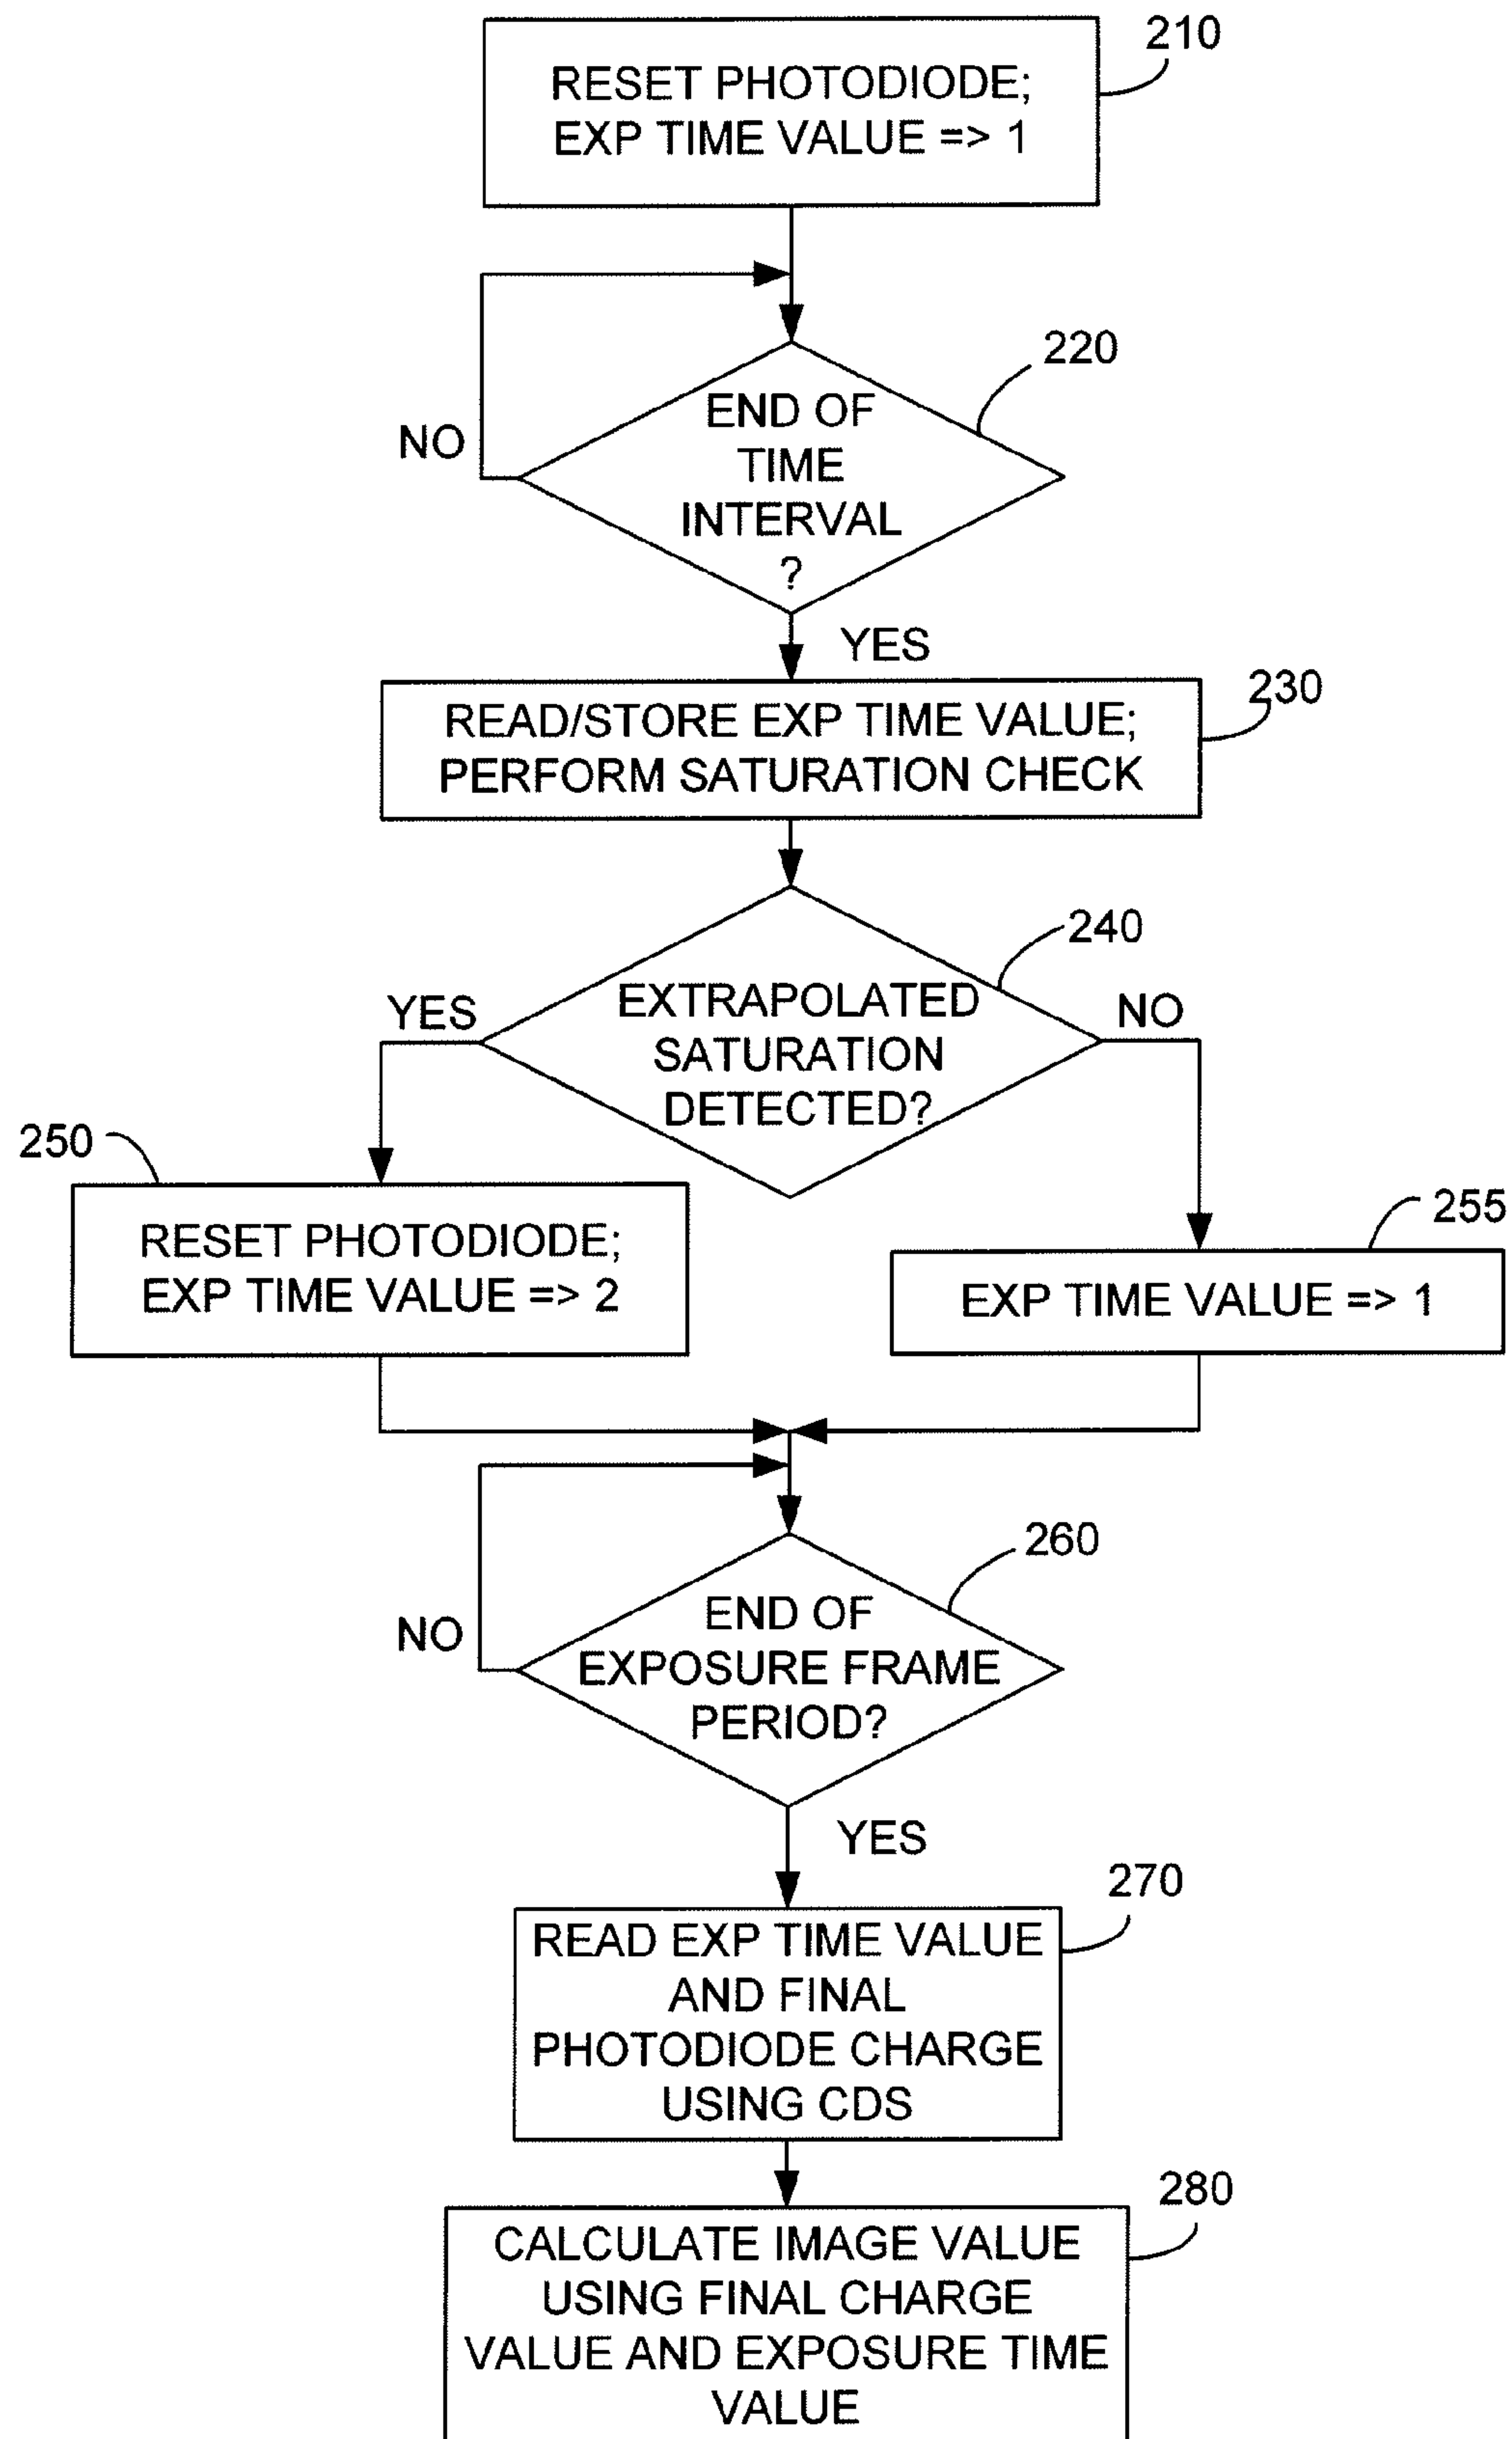 210
RESET PHOTODIODE;
EXP TIME VALUE => 1
220
END OF
TIME
INTERVAL
?
NO
YES
230
READ/STORE EXP TIME VALUE;
PERFORM SATURATION CHECK
240
EXTRAPOLATED
SATURATION
DETECTED?
YES
NO
250
RESET PHOTODIODE;
EXP TIME VALUE => 2
255
EXP TIME VALUE => 1
260
END OF
EXPOSURE FRAME
PERIOD?
NO
YES
270
READ EXP TIME VALUE
AND FINAL
PHOTODIODE CHARGE
USING CDS
280
CALCULATE IMAGE VALUE
USING FINAL CHARGE
VALUE AND EXPOSURE TIME
VALUE